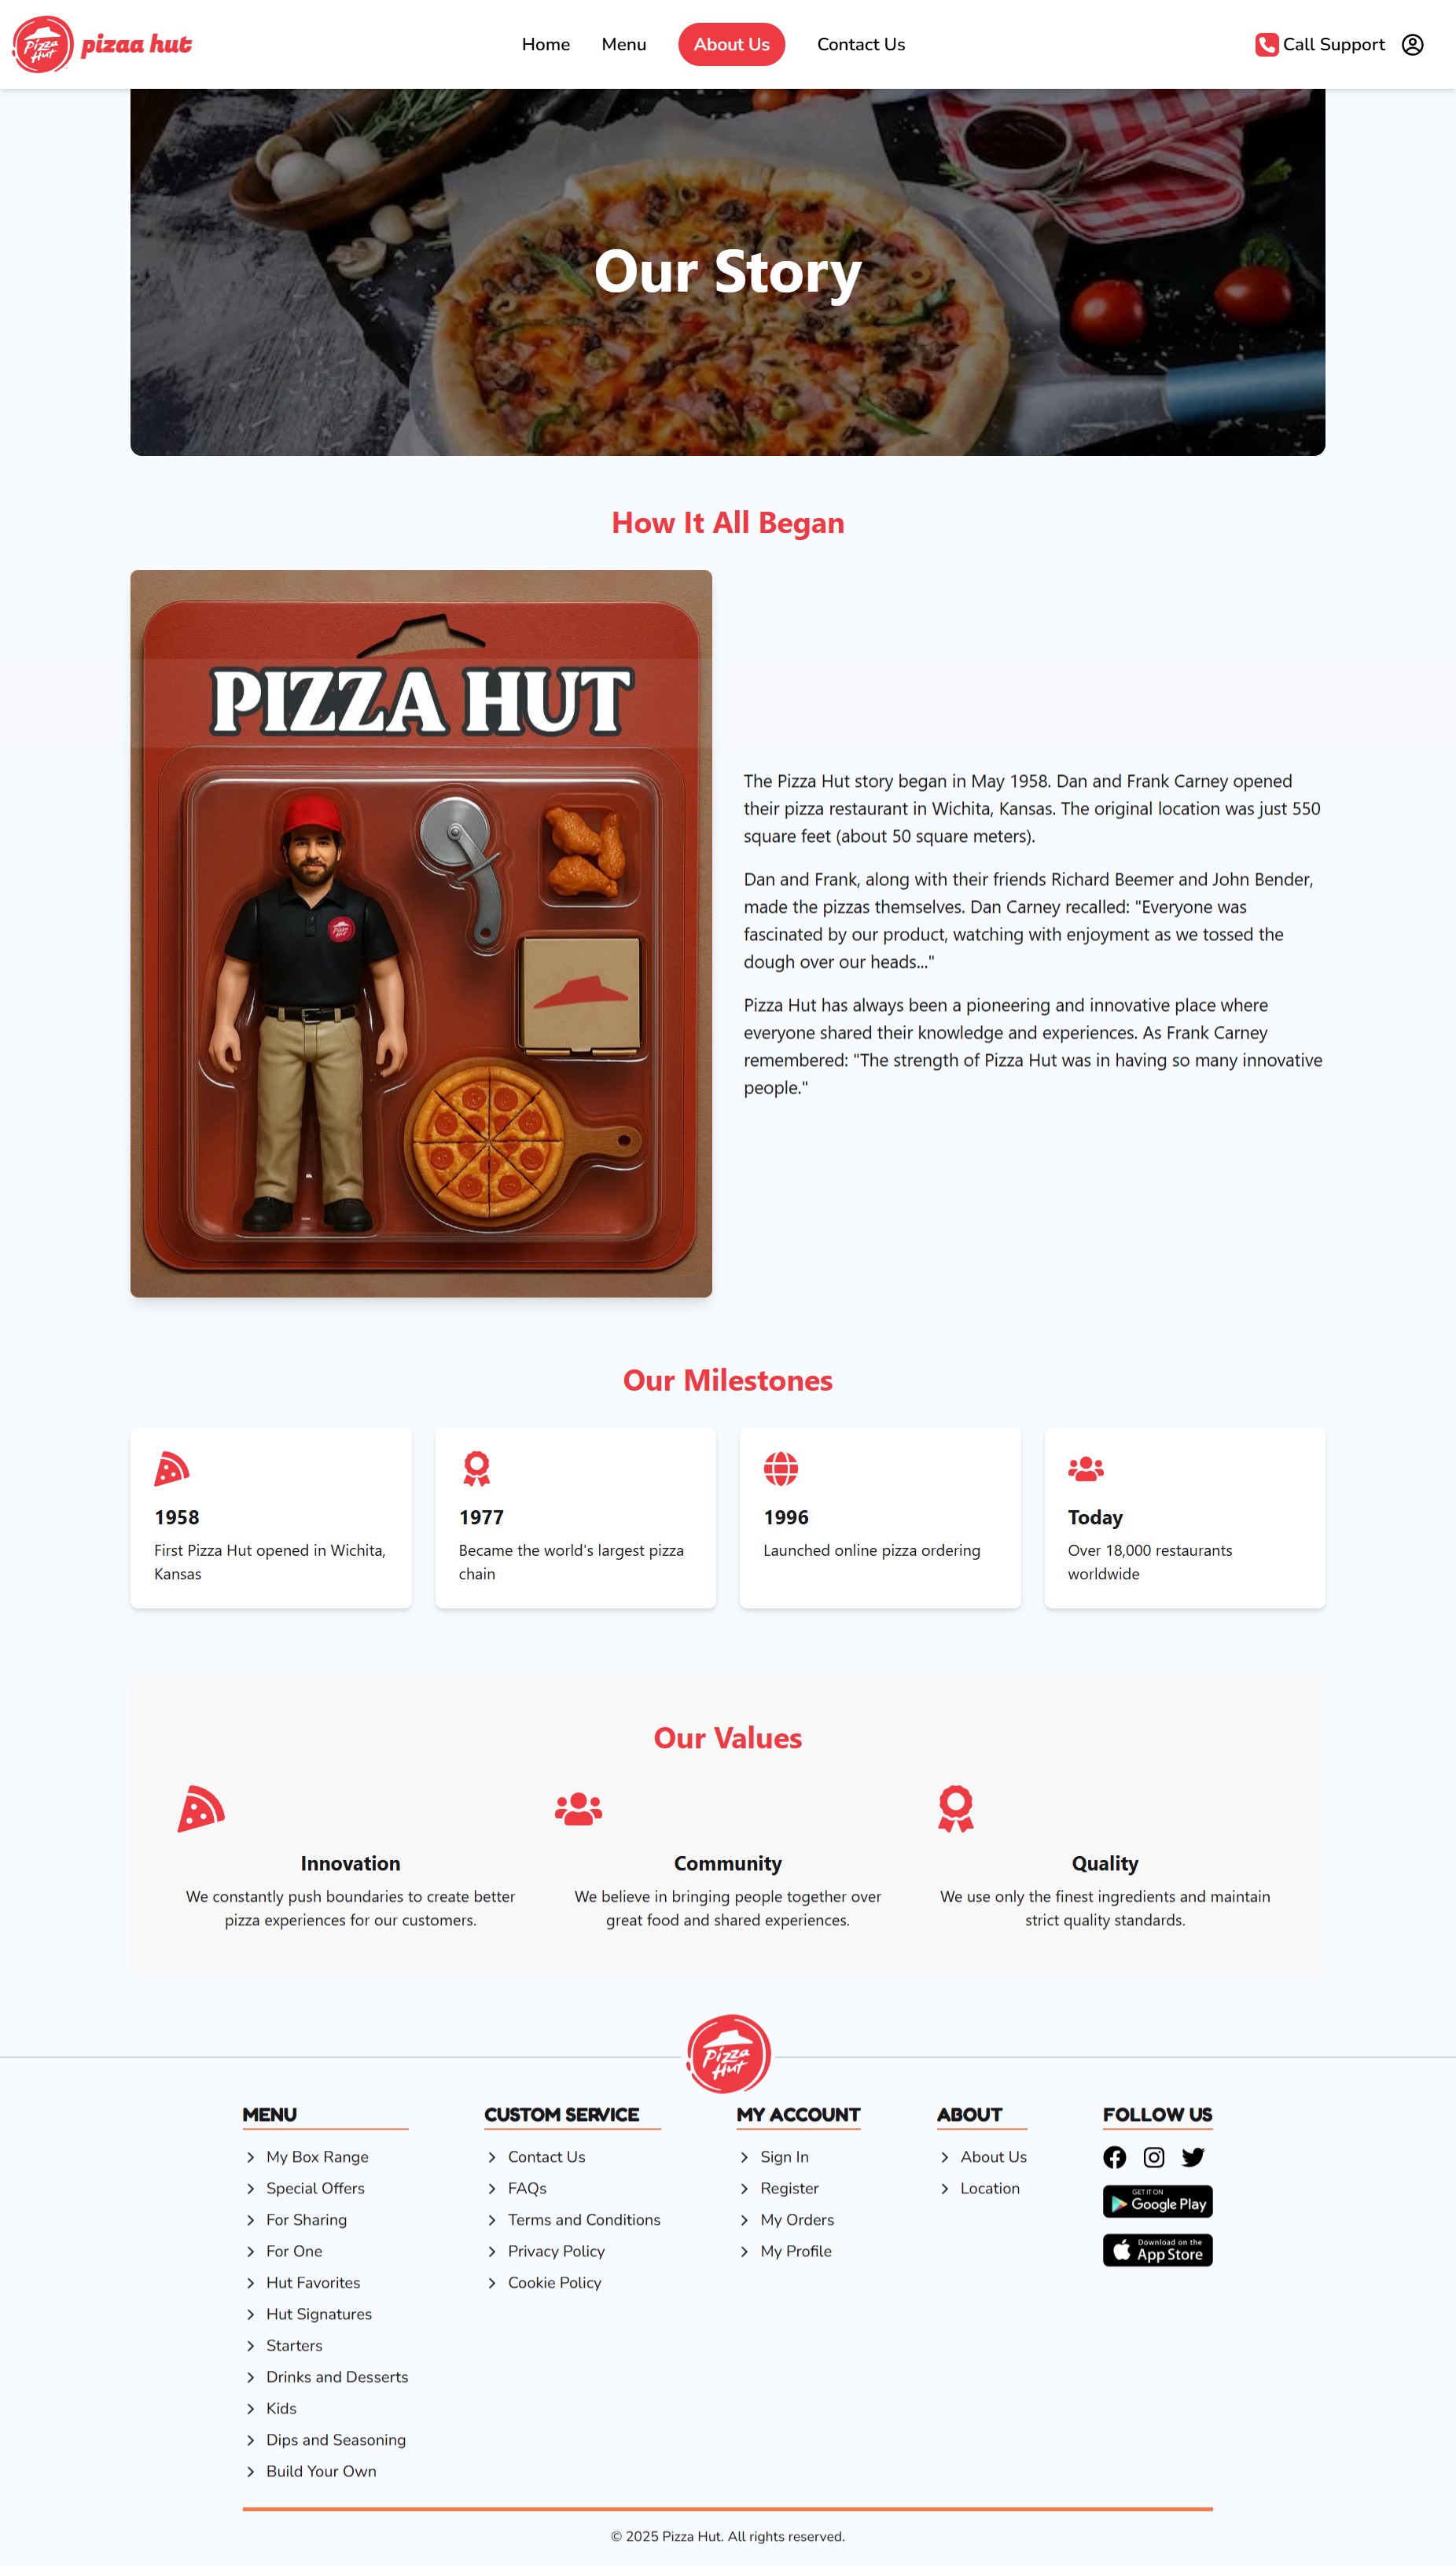 Pizza
Hut
pizaa hut
Home
Menu
About Us
Contact Us
Call Support
Our Story
How It All Began
PIZZA HUT
Pizza
Hut
The Pizza Hut story began in May 1958. Dan and Frank Carney opened
their pizza restaurant in Wichita, Kansas. The original location was just 550
square feet (about 50 square meters).
Dan and Frank, along with their friends Richard Beemer and John Bender,
made the pizzas themselves. Dan Carney recalled: "Everyone was
fascinated by our product, watching with enjoyment as we tossed the
dough over our heads..."
Pizza Hut has always been a pioneering and innovative place where
everyone shared their knowledge and experiences. As Frank Carney
remembered: "The strength of Pizza Hut was in having so many innovative
people."
Our Milestones
1958
First Pizza Hut opened in Wichita,
Kansas
1977
Became the world's largest pizza
chain
1996
Launched online pizza ordering
Today
Over 18,000 restaurants
worldwide
Our Values
Innovation
We constantly push boundaries to create better
pizza experiences for our customers.
Community
We believe in bringing people together over
great food and shared experiences.
Quality
We use only the finest ingredients and maintain
strict quality standards.
Pizza
Hut
MENU
My Box Range
Special Offers
For Sharing
For One
Hut Favorites
Hut Signatures
Starters
Drinks and Desserts
Kids
Dips and Seasoning
Build Your Own
CUSTOM SERVICE
Contact Us
FAQs
Terms and Conditions
Privacy Policy
Cookie Policy
MY ACCOUNT
Sign In
Register
My Orders
My Profile
ABOUT
About Us
Location
FOLLOW US
GET IT ON
Google Play
Download on the
App Store
© 2025 Pizza Hut. All rights reserved.